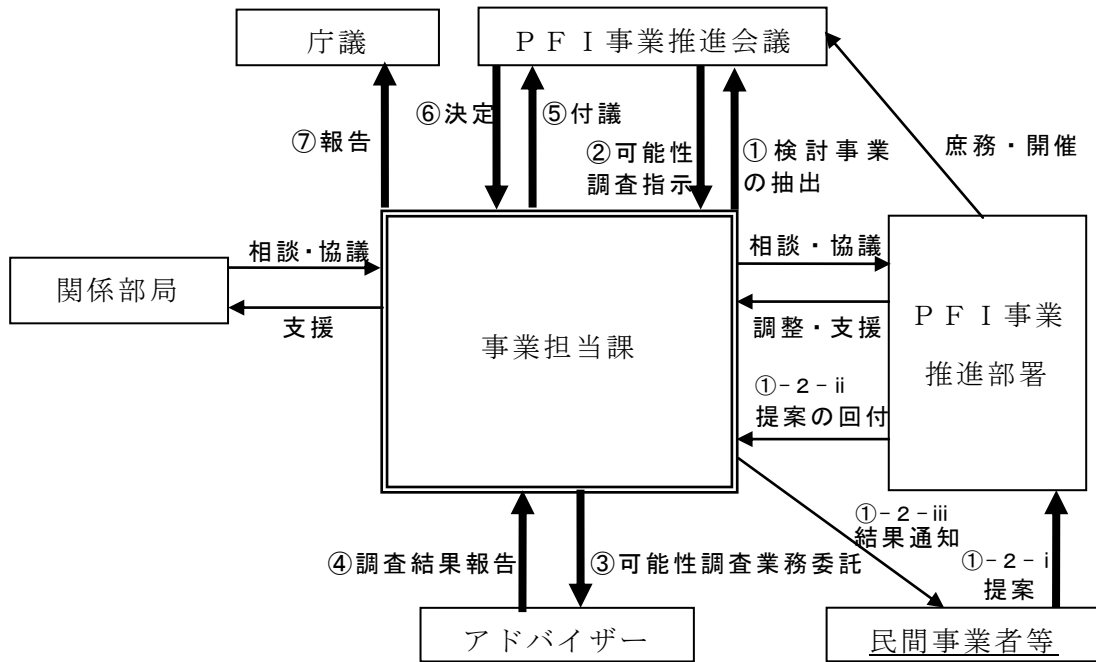 庁議
ＰＦＩ事業推進会議
⑥決定
⑤付議
⑦報告
②可能性
調査指示
①検討事業
の抽出
庶務・開催
相談・協議
関係部局
支援
事業担当課
相談・協議
調整・支援
ＰＦＩ事業
推進部署
①-２-ⅱ
提案の回付
①-２-ⅲ
結果通知
①-２-ⅰ
提案
④調査結果報告
③可能性調査業務委託
アドバイザー
民間事業者等